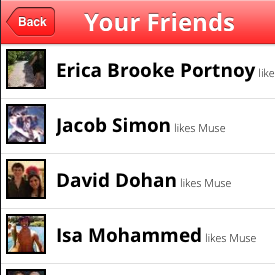 Back
Your Friends
Erica Brooke Portnoy like
Jacob Simon likes Muse
David Dohan likes Muse
Isa Mohammed likes Muse